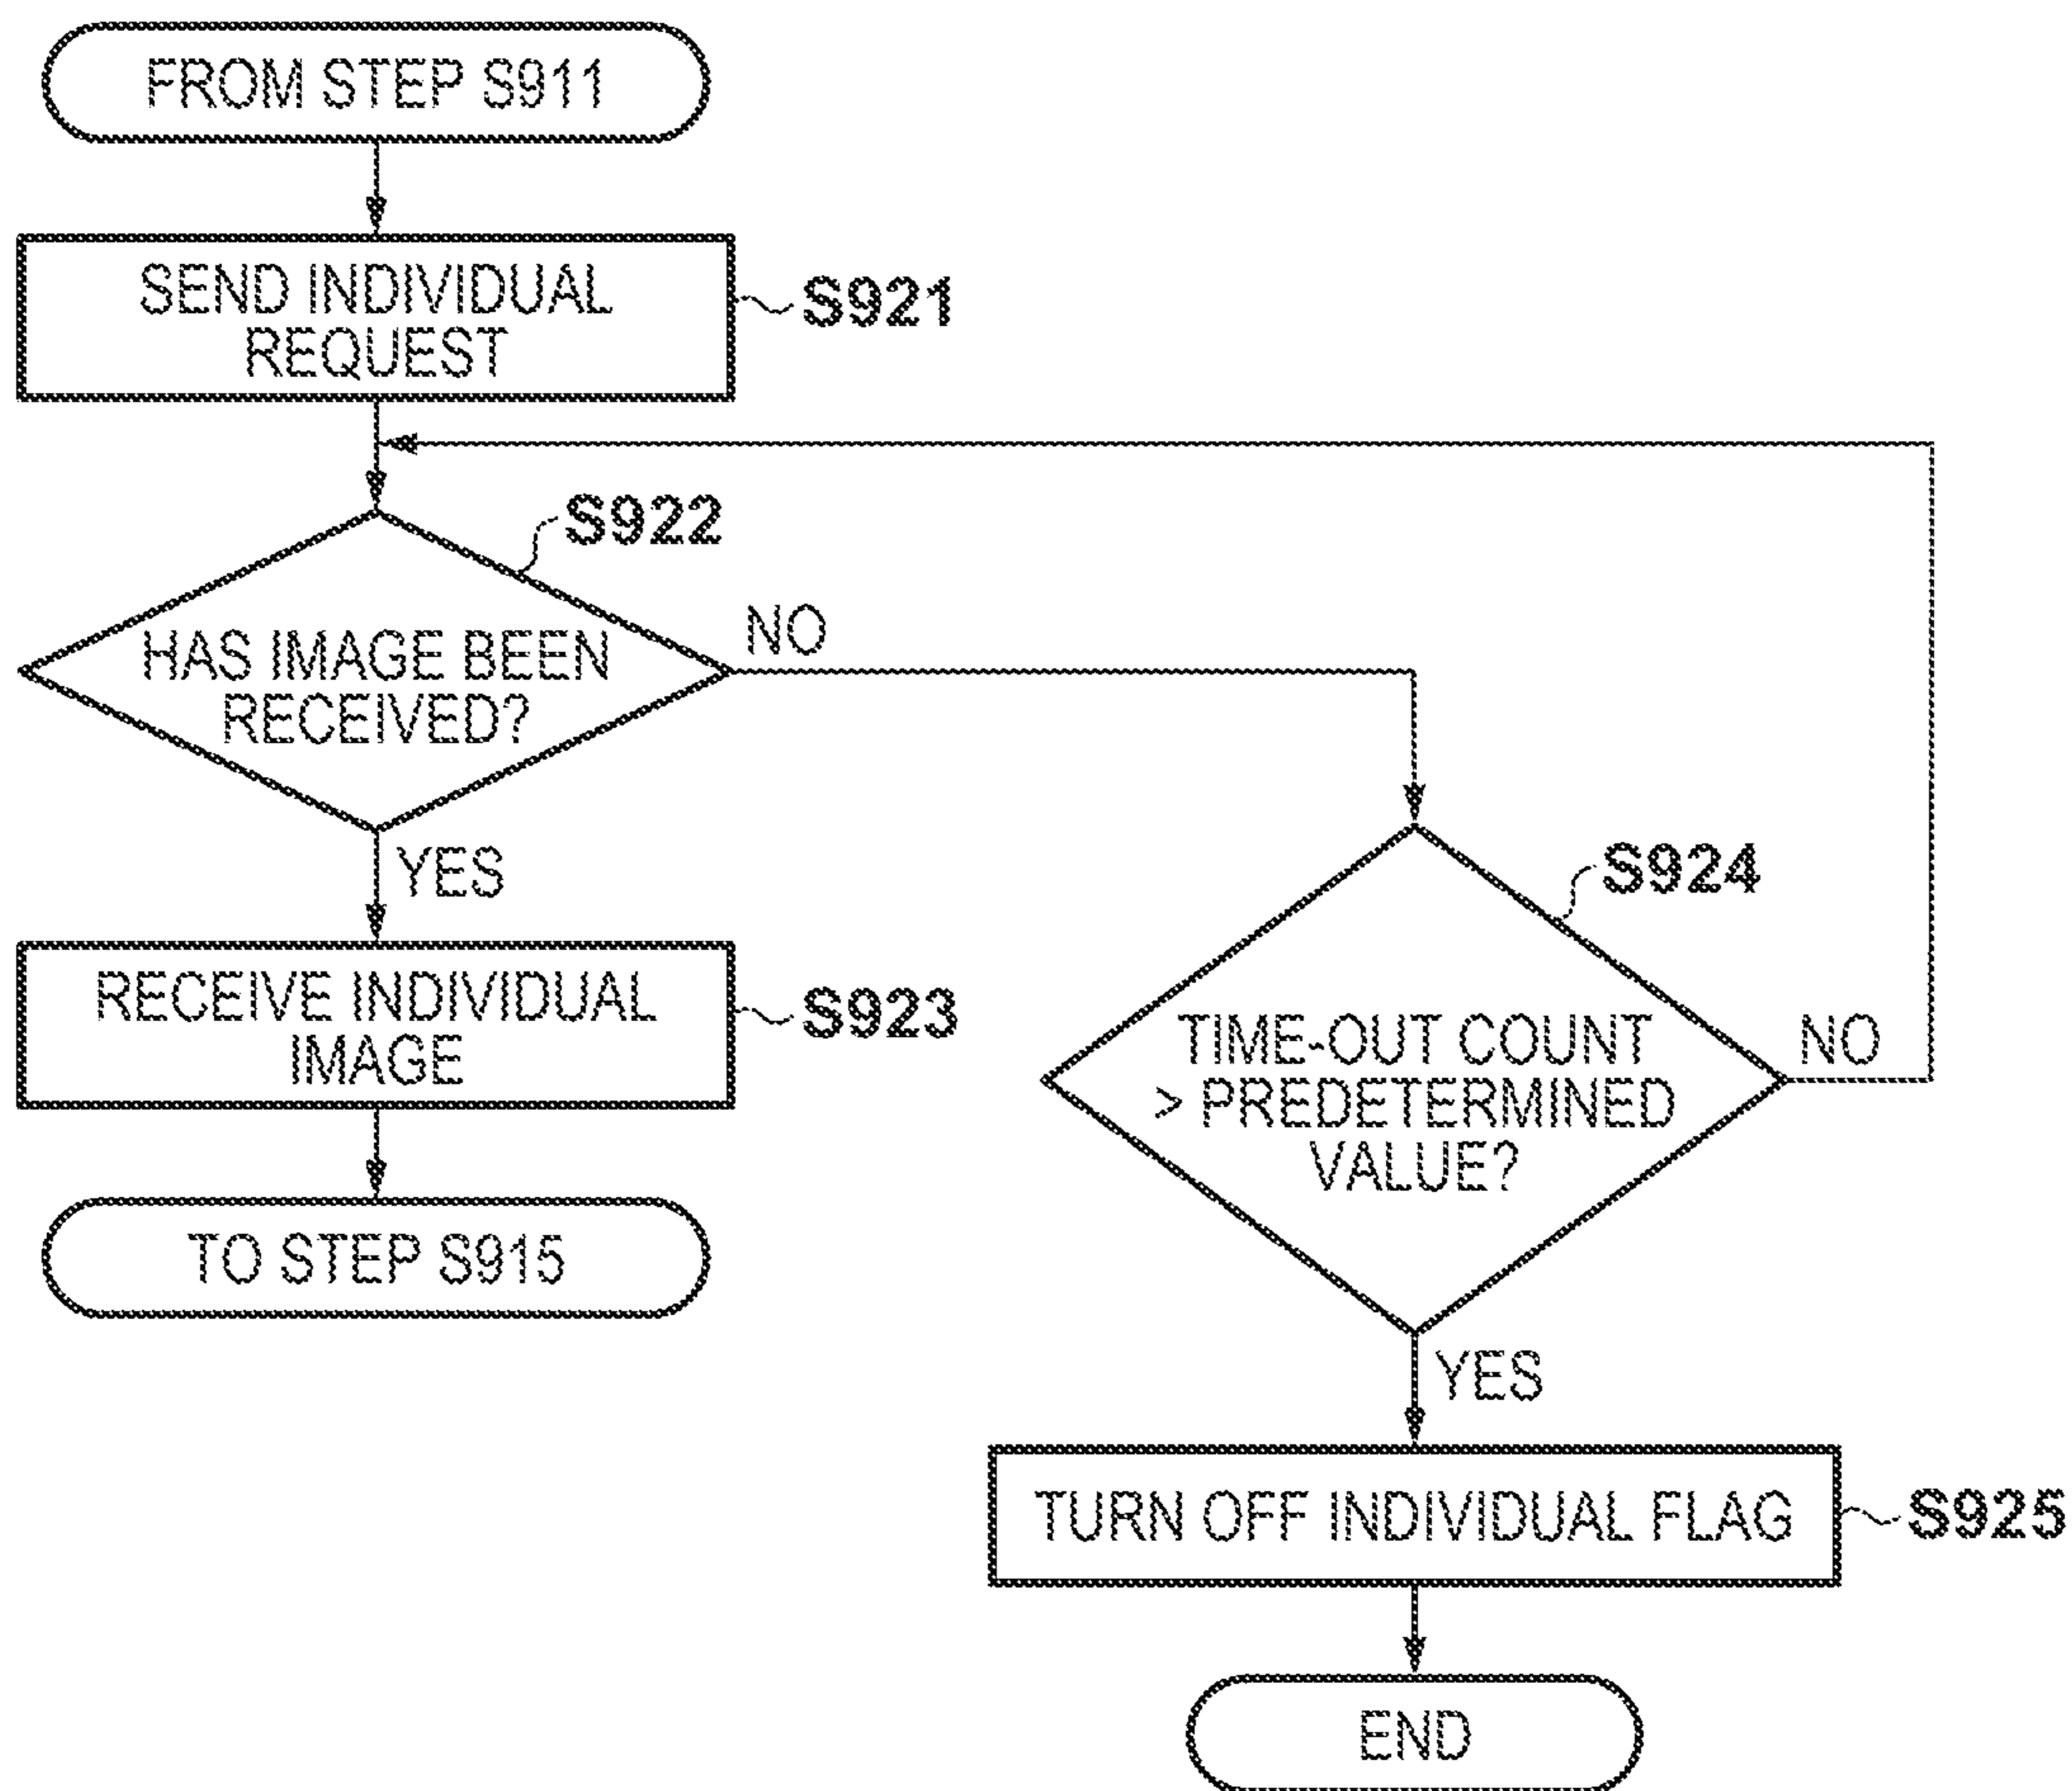 FROM STEP S911
SEND INDIVIDUAL
REQUEST
S921
S922
HAS IMAGE BEEN
RECEIVED?
NO
YES
RECEIVE INDIVIDUAL
IMAGE
S923
TO STEP S915
S924
TIME-OUT COUNT
> PREDETERMINED
VALUE?
NO
YES
TURN OFF INDIVIDUAL FLAG
S925
END